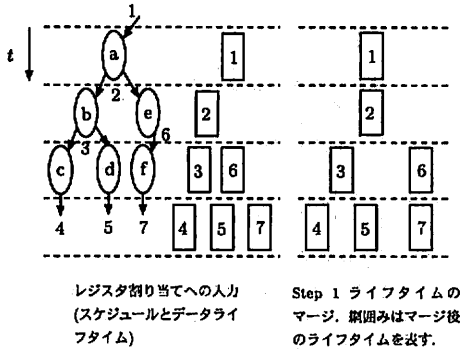 1
t
a
1
1
2
b
e
2
2
3
6
c
d
f
3
6
3
6
4
5
7
4
5
7
4
5
7
レジスタ割り当てへの入力
(スケジュールとデータライ
フタイム)
Step 1 ライフタイムの
マージ．網囲みはマージ後
のライフタイムを表す．